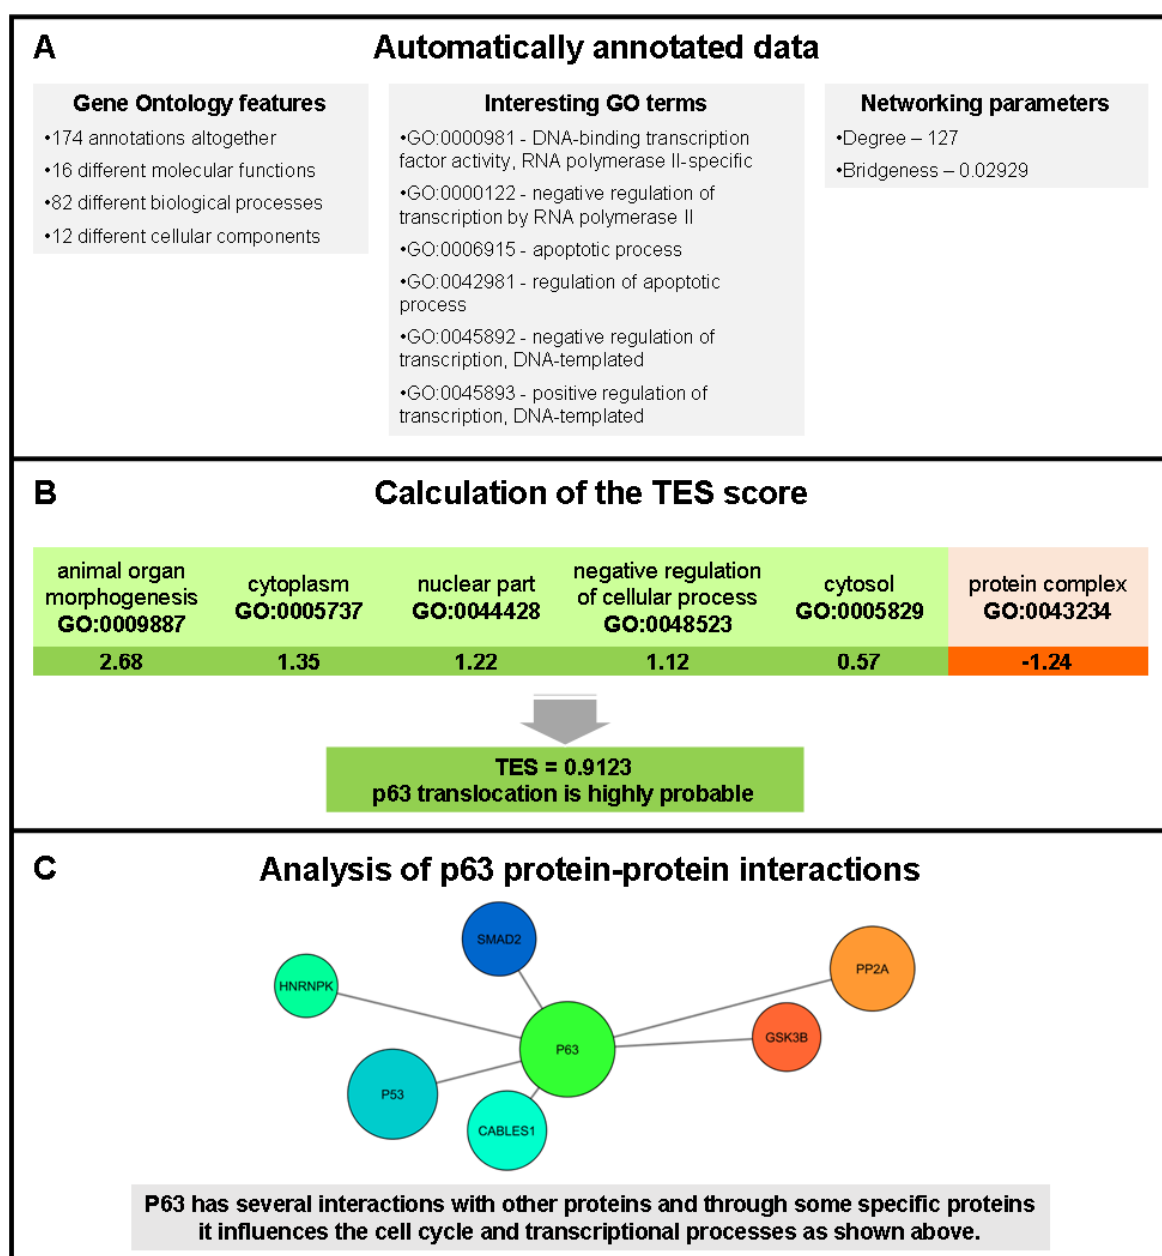 A
Automatically annotated data
Gene Ontology features
•174 annotations altogether
•16 different molecular functions
•82 different biological processes
•12 different cellular components
Interesting GO terms
•GO:0000981 - DNA-binding transcription
factor activity, RNA polymerase II-specific
•GO:0000122 - negative regulation of
transcription by RNA polymerase II
•GO:0006915 - apoptotic process
•GO:0042981 - regulation of apoptotic
process
•GO:0045892 - negative regulation of
transcription, DNA-templated
•GO:0045893 - positive regulation of
transcription, DNA-templated
Networking parameters
•Degree – 127
•Bridgeness – 0.02929
B
Calculation of the TES score
animal organ
morphogenesis
GO:0009887
2.68
cytoplasm
GO:0005737
1.35
nuclear part
GO:0044428
1.22
negative regulation
of cellular process
GO:0048523
1.12
cytosol
GO:0005829
0.57
protein complex
GO:0043234
-1.24
TES = 0.9123
p63 translocation is highly probable
C
Analysis of p63 protein-protein interactions
SMAD2
HNRNPK
PP2A
P63
GSK3B
P53
CABLES1
P63 has several interactions with other proteins and through some specific proteins
it influences the cell cycle and transcriptional processes as shown above.